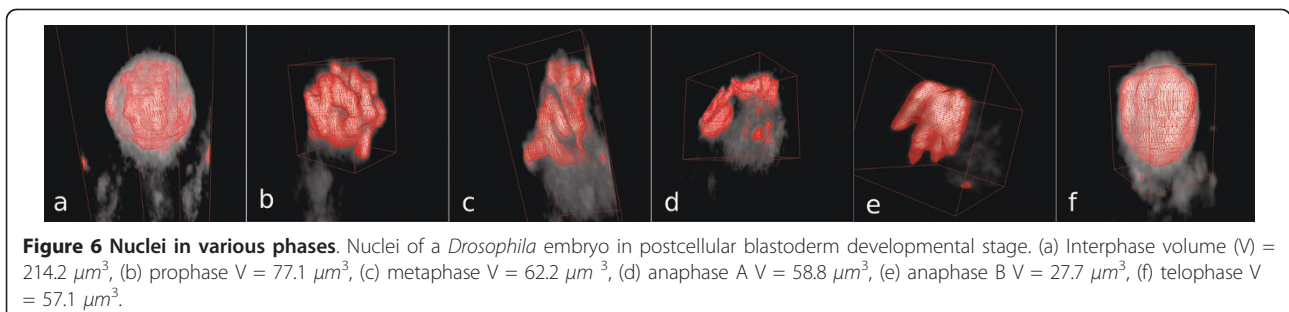 a b c d e f
Figure 6 Nuclei in various phases. Nuclei of a Drosophila embryo in postcellular blastoderm developmental stage. (a) Interphase volume (V) =
214.2 μm³, (b) prophase V = 77.1 μm³, (c) metaphase V = 62.2 μm ³, (d) anaphase A V = 58.8 μm³, (e) anaphase B V = 27.7 μm³, (f) telophase V
= 57.1 μm³.